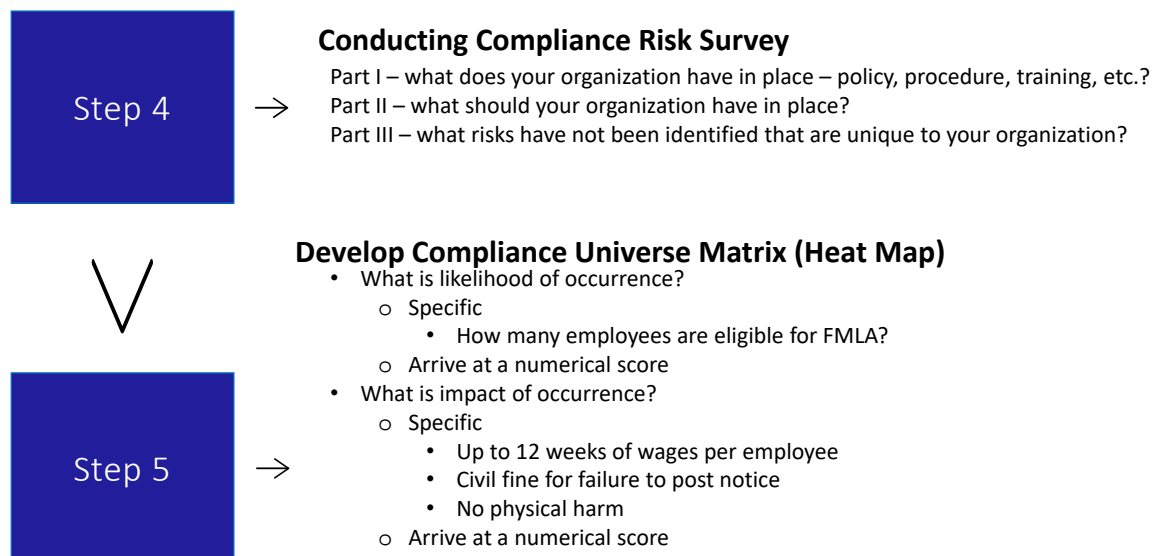 Step 4
Conducting Compliance Risk Survey
Part I – what does your organization have in place – policy, procedure, training, etc.?
Part II – what should your organization have in place?
Part III – what risks have not been identified that are unique to your organization?
Develop Compliance Universe Matrix (Heat Map)
• What is likelihood of occurrence?
o Specific
• How many employees are eligible for FMLA?
o Arrive at a numerical score
Step 5
• What is impact of occurrence?
o Specific
• Up to 12 weeks of wages per employee
• Civil fine for failure to post notice
• No physical harm
o Arrive at a numerical score